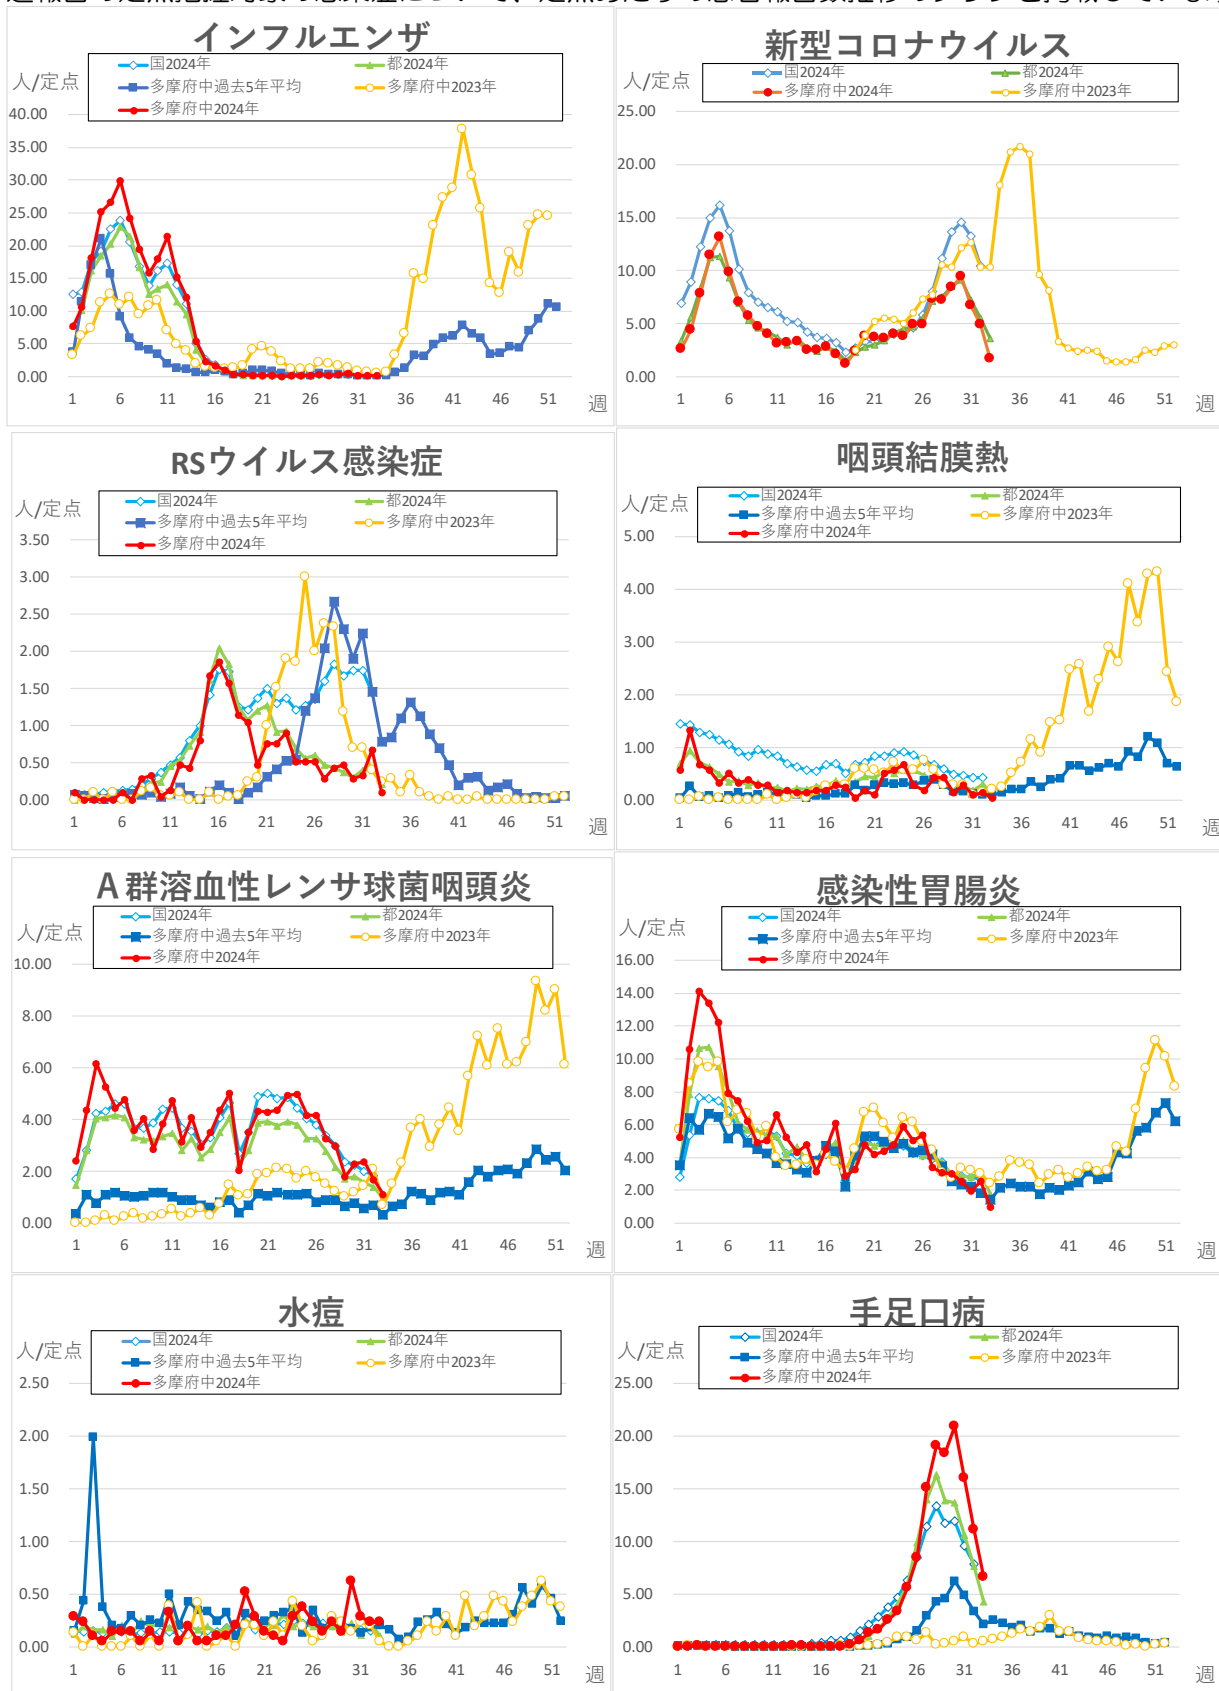 インフルエンザ
人/定点
国2024年
都2024年
多摩府中過去5年平均
多摩府中2023年
多摩府中2024年
40.00
35.00
30.00
25.00
20.00
15.00
10.00
5.00
0.00
1 6 11 16 21 26 31 36 41 46 51 週
新型コロナウイルス
人/定点
国2024年
都2024年
多摩府中2024年
多摩府中2023年
25.00
20.00
15.00
10.00
5.00
0.00
1 6 11 16 21 26 31 36 41 46 51 週
RSウイルス感染症
人/定点
国2024年
都2024年
多摩府中過去5年平均
多摩府中2023年
多摩府中2024年
3.50
3.00
2.50
2.00
1.50
1.00
0.50
0.00
1 6 11 16 21 26 31 36 41 46 51 週
咽頭結膜熱
人/定点
国2024年
都2024年
多摩府中過去5年平均
多摩府中2023年
多摩府中2024年
5.00
4.00
3.00
2.00
1.00
0.00
1 6 11 16 21 26 31 36 41 46 51 週
A群溶血性レンサ球菌咽頭炎
人/定点
国2024年
都2024年
多摩府中過去5年平均
多摩府中2023年
多摩府中2024年
10.00
8.00
6.00
4.00
2.00
0.00
1 6 11 16 21 26 31 36 41 46 51 週
感染性胃腸炎
人/定点
国2024年
都2024年
多摩府中過去5年平均
多摩府中2023年
多摩府中2024年
16.00
14.00
12.00
10.00
8.00
6.00
4.00
2.00
0.00
1 6 11 16 21 26 31 36 41 46 51 週
水痘
人/定点
国2024年
都2024年
多摩府中過去5年平均
多摩府中2023年
多摩府中2024年
2.50
2.00
1.50
1.00
0.50
0.00
1 6 11 16 21 26 31 36 41 46 51 週
手足口病
人/定点
国2024年
都2024年
多摩府中過去5年平均
多摩府中2023年
多摩府中2024年
25.00
20.00
15.00
10.00
5.00
0.00
1 6 11 16 21 26 31 36 41 46 51 週